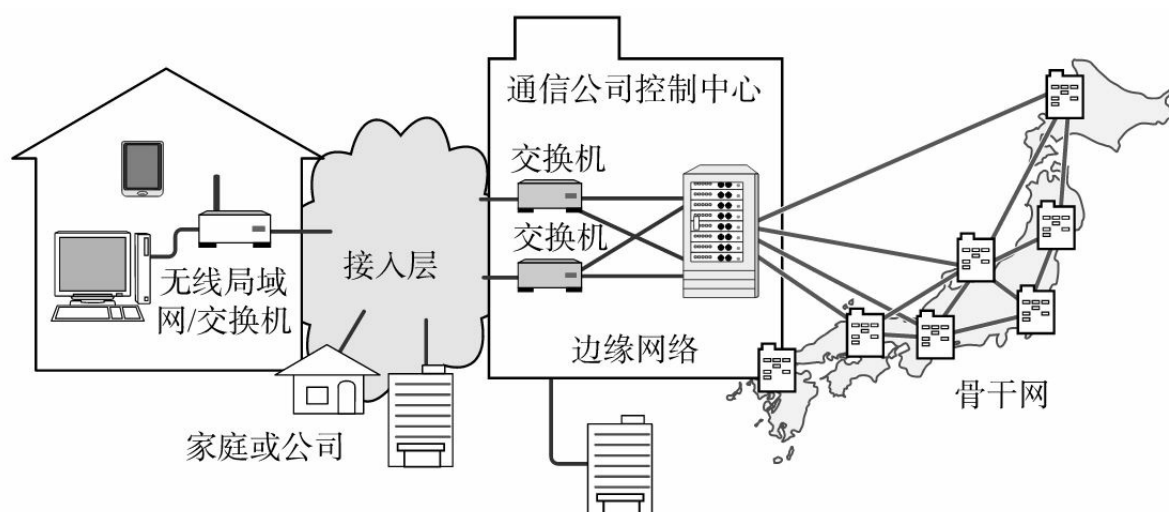 通信公司控制中心
交换机
交换机
无线局域
网/交换机
接入层
边缘网络
家庭或公司
骨干网